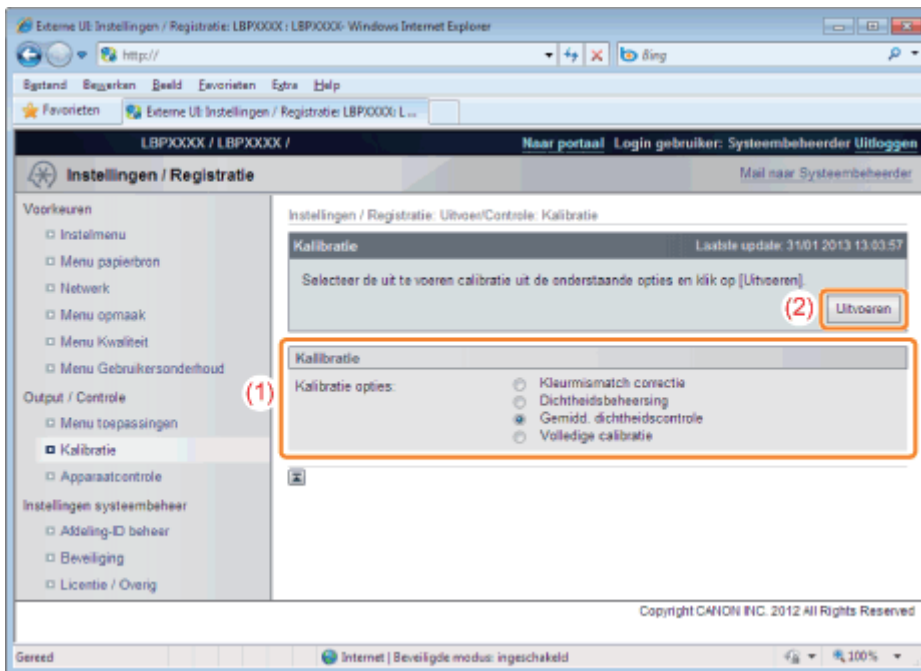 Externe UI: Instellingen / Registratie: LBPXXXX : LBPXXXX- Windows Internet Explorer
http://
Bing
Bestand Bewerken Beeld Favorieten Extra Help
Favorieten
Externe UI: Instellingen / Registratie: LBPXXXX: L...
LBPXXXX / LBPXXXX /
Naar portaal Login gebruiker: Systeembeheerder Uitloggen
Instellingen / Registratie
Mail naar Systeembeheerder
Voorkeuren
Instelmenu
Menu papierbron
Netwerk
Menu opmaak
Menu Kwaliteit
Menu Gebruikersonderhoud
Output / Controle
Menu toepassingen
Kalibratie
Apparaatcontrole
Instellingen systeembeheer
Afdeling-ID beheer
Beveiliging
Licentie / Overig
Instellingen / Registratie: Uitvoer/Controle: Kalibratie
Kalibratie
Laatste update: 31/01 2013 13:03:57
Selecteer de uit te voeren calibratie uit de onderstaande opties en klik op [Uitvoeren].
(2)
Uitvoeren
(1)
Kalibratie
Kalibratie opties:
Kleurmismatch correctie
Dichtheidsbeheersing
Gemidd. dichtheidscontrole
Volledige calibratie
Copyright CANON INC. 2012 All Rights Reserved
Gereed
Internet | Beveiligde modus: ingeschakeld
100%